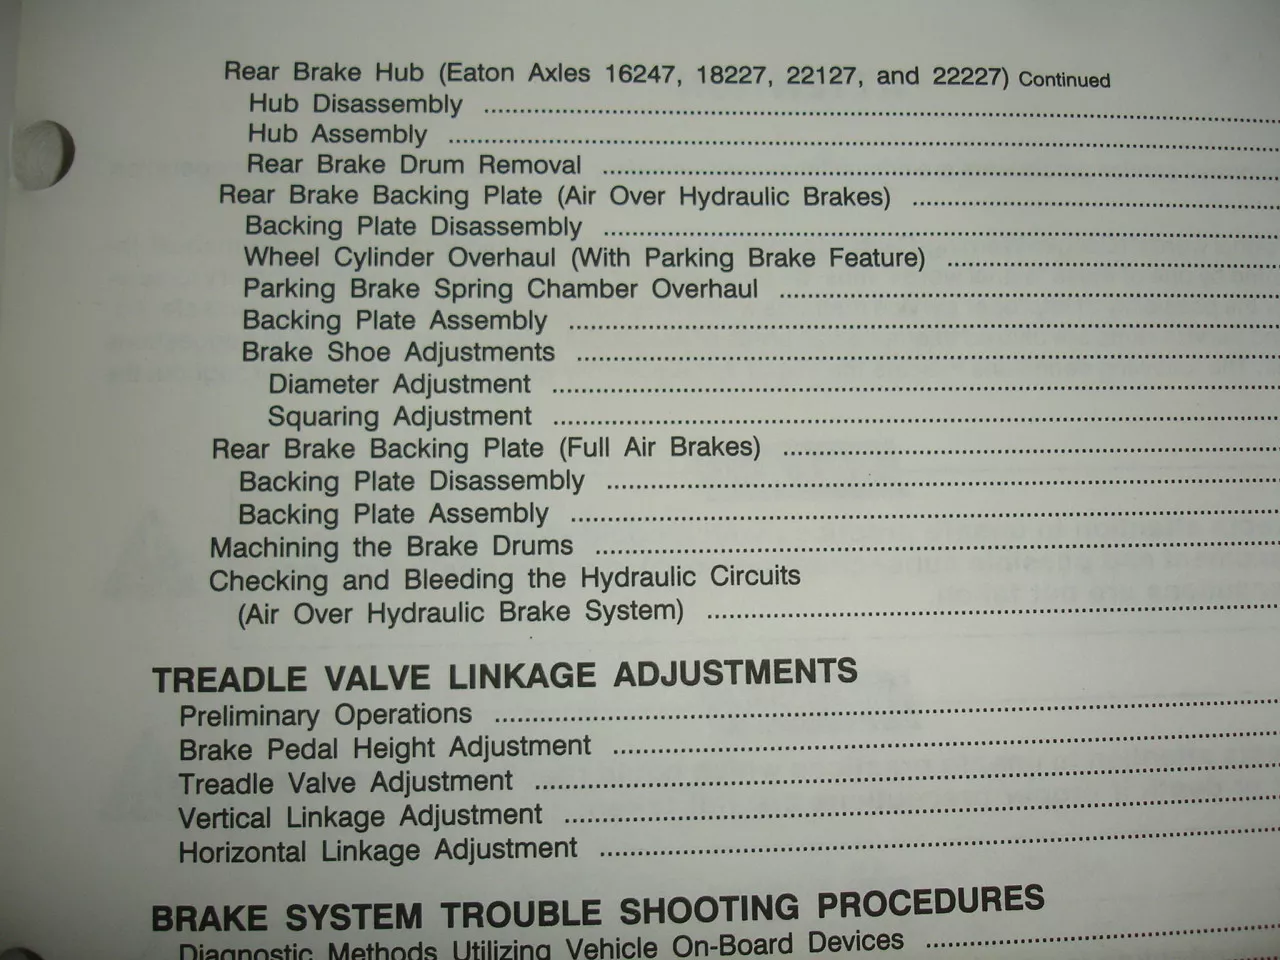 Rear Brake Hub (Eaton Axles 16247, 18227, 22127, and 22227) Continued
Hub Disassembly
Hub Assembly
Rear Brake Drum Removal
Rear Brake Backing Plate (Air Over Hydraulic Brakes)
Backing Plate Disassembly
Wheel Cylinder Overhaul (With Parking Brake Feature)
Parking Brake Spring Chamber Overhaul
Backing Plate Assembly
Brake Shoe Adjustments
Diameter Adjustment
Squaring Adjustment
Rear Brake Backing Plate (Full Air Brakes)
Backing Plate Disassembly
Backing Plate Assembly
Machining the Brake Drums
Checking and Bleeding the Hydraulic Circuits
(Air Over Hydraulic Brake System)
TREADLE VALVE LINKAGE ADJUSTMENTS
Preliminary Operations
Brake Pedal Height Adjustment
Treadle Valve Adjustment
Vertical Linkage Adjustment
Horizontal Linkage Adjustment
BRAKE SYSTEM TROUBLE SHOOTING PROCEDURES
Diagnostic Methods Utilizing Vehicle On-Board Devices